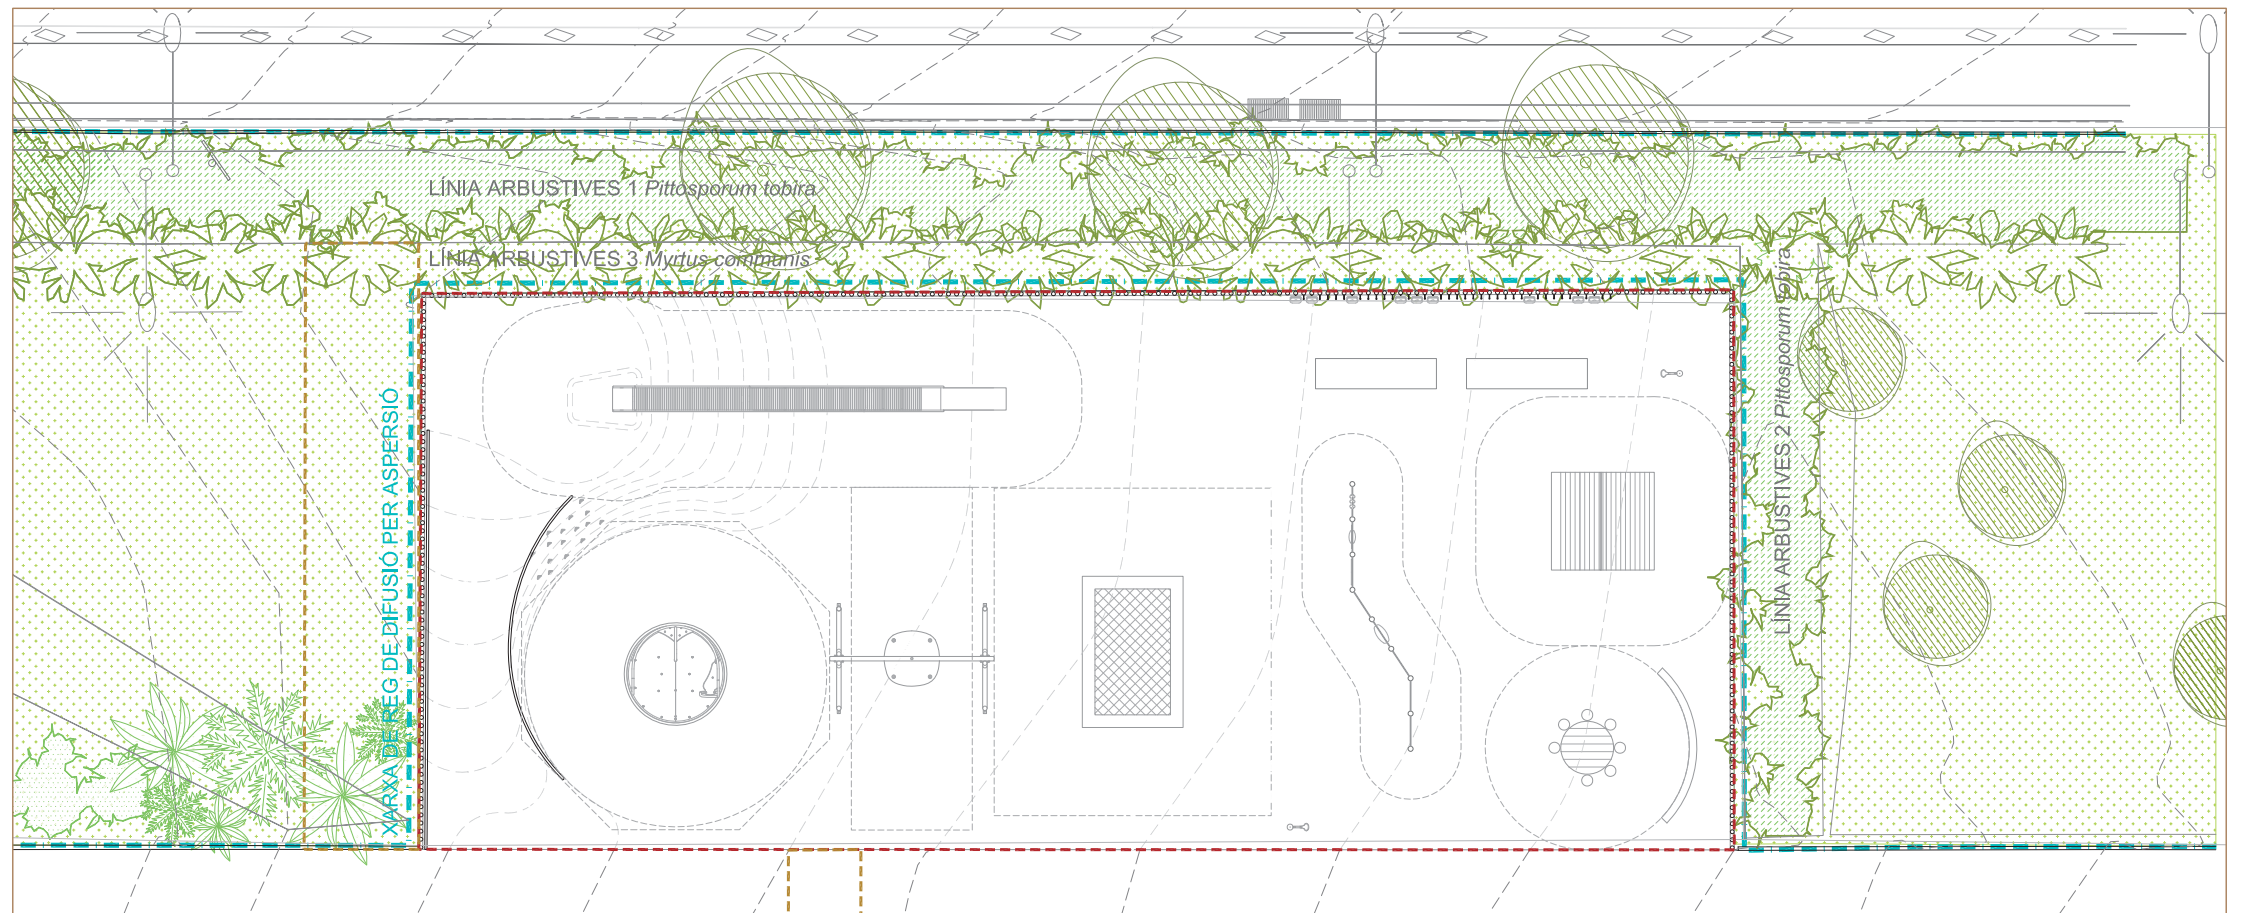 LÍNIA ARBUSTIVES 1 Pittosporum tobira
LÍNIA ARBUSTIVES 3 Myrtus communis
XARXA DE REG DE DIFUSIÓ PER ASPERSIÓ
LÍNIA ARBUSTIVES 2 Pittosporum tobira